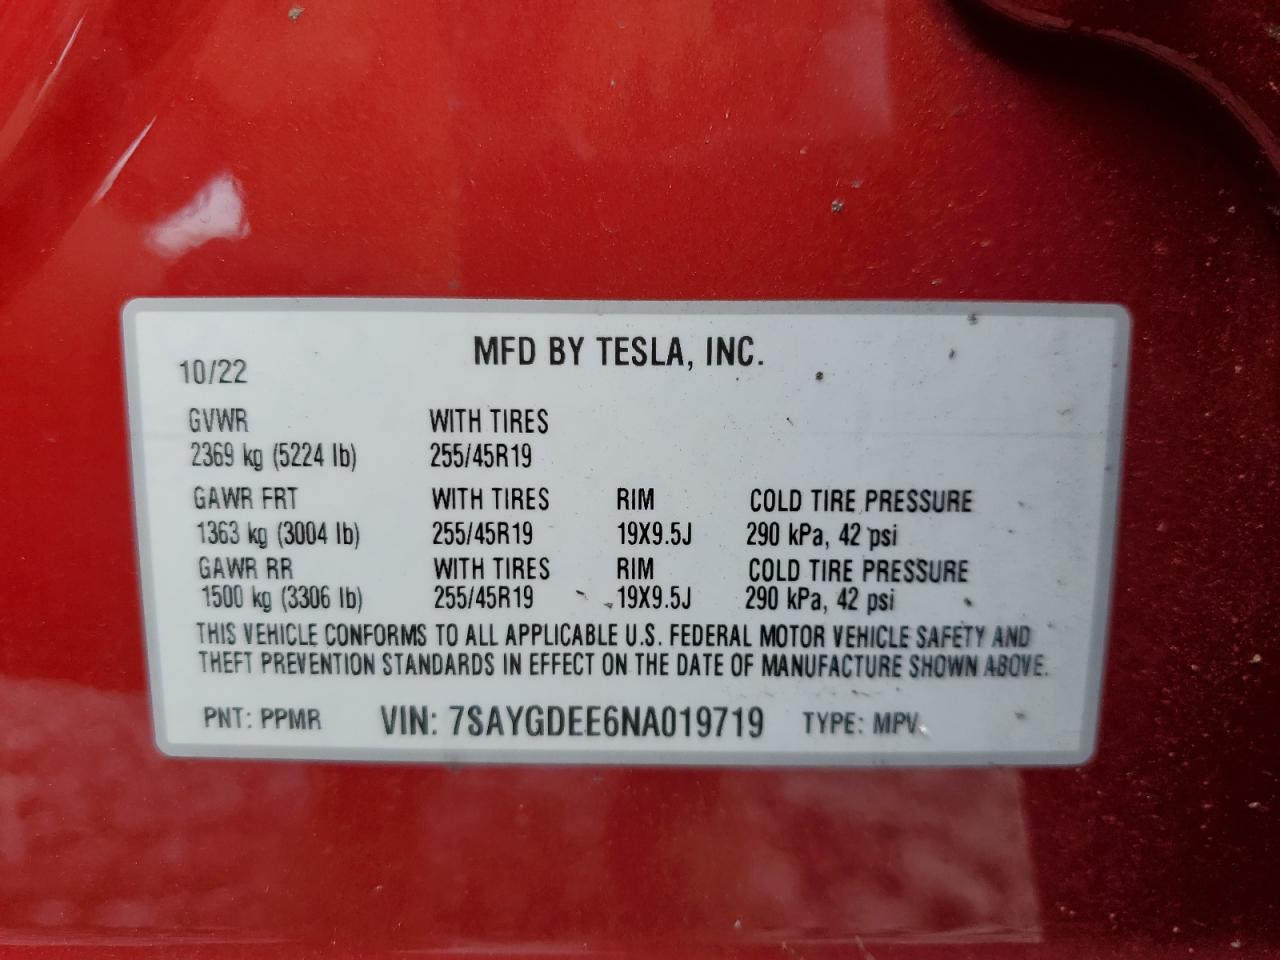 MFD BY TESLA, INC.
10/22
GVWR WITH TIRES
2369 kg (5224 lb) 255/45R19
GAWR FRT WITH TIRES RIM COLD TIRE PRESSURE
1363 kg (3004 lb) 255/45R19 19X9.5J 290 kPa, 42 psi
GAWR RR WITH TIRES RIM COLD TIRE PRESSURE
1500 kg (3306 lb) 255/45R19 19X9.5J 290 kPa, 42 psi
THIS VEHICLE CONFORMS TO ALL APPLICABLE U.S. FEDERAL MOTOR VEHICLE SAFETY AND
THEFT PREVENTION STANDARDS IN EFFECT ON THE DATE OF MANUFACTURE SHOWN ABOVE.
PNT: PPMR VIN: 7SAYGDEE6NA019719 TYPE: MPV